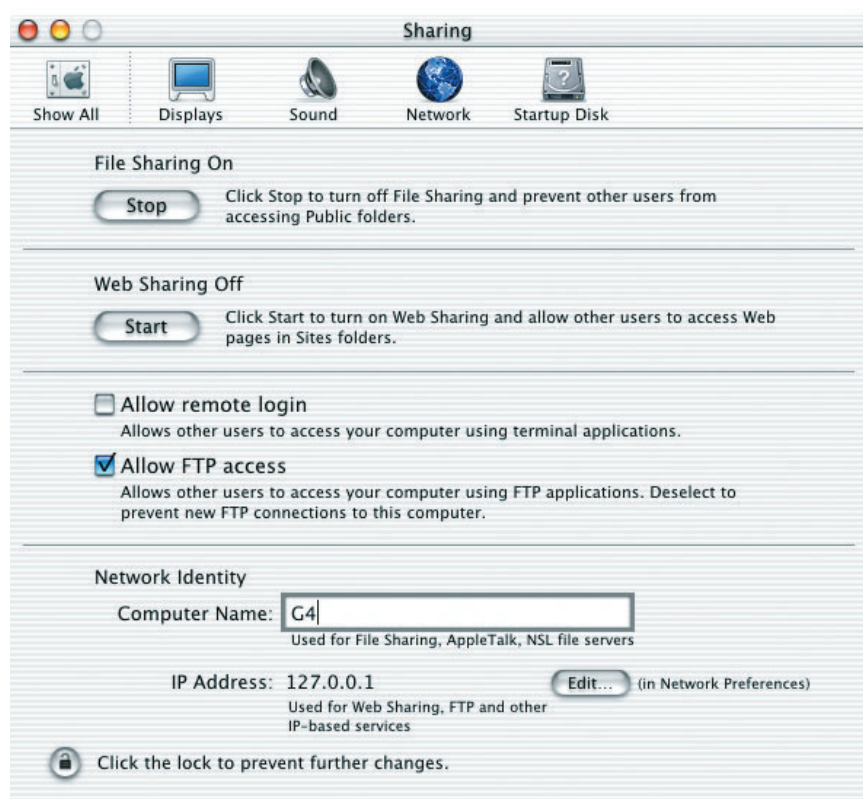 Sharing
Show All
Displays
Sound
Network
Startup Disk
File Sharing On
Stop
Click Stop to turn off File Sharing and prevent other users from
accessing Public folders.
Web Sharing Off
Start
Click Start to turn on Web Sharing and allow other users to access Web
pages in Sites folders.
Allow remote login
Allows other users to access your computer using terminal applications.
Allow FTP access
Allows other users to access your computer using FTP applications. Deselect to
prevent new FTP connections to this computer.
Network Identity
Computer Name: G4
Used for File Sharing, AppleTalk, NSL file servers
IP Address: 127.0.0.1
Edit... (in Network Preferences)
Used for Web Sharing, FTP and other
IP-based services
Click the lock to prevent further changes.